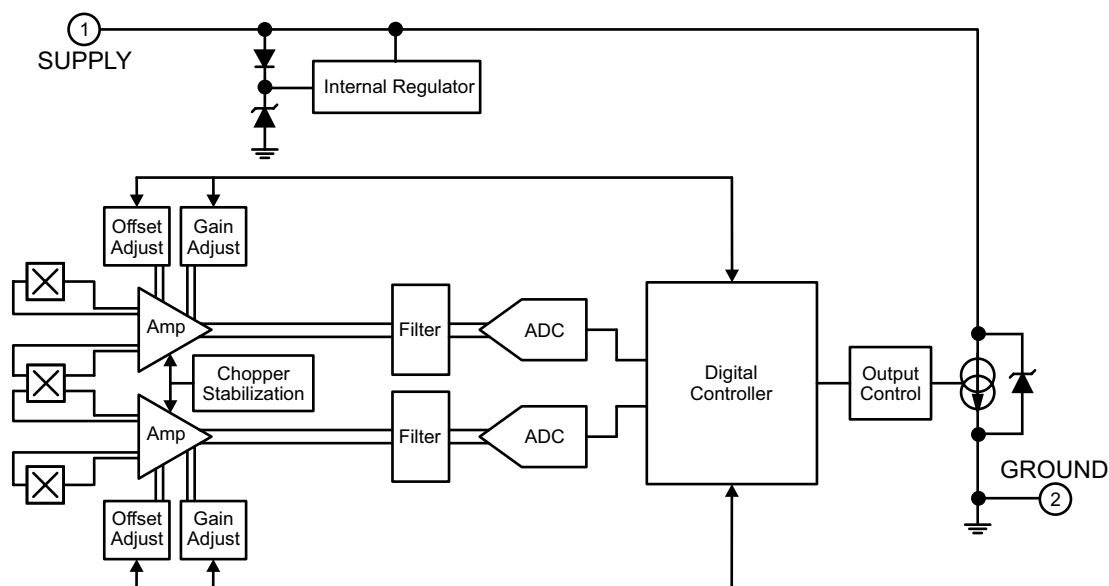 1
SUPPLY
Internal Regulator
Offset
Adjust
Gain
Adjust
Amp
Filter
ADC
Chopper
Stabilization
Digital
Controller
Output
Control
Amp
Filter
ADC
GROUND
2
Offset
Adjust
Gain
Adjust